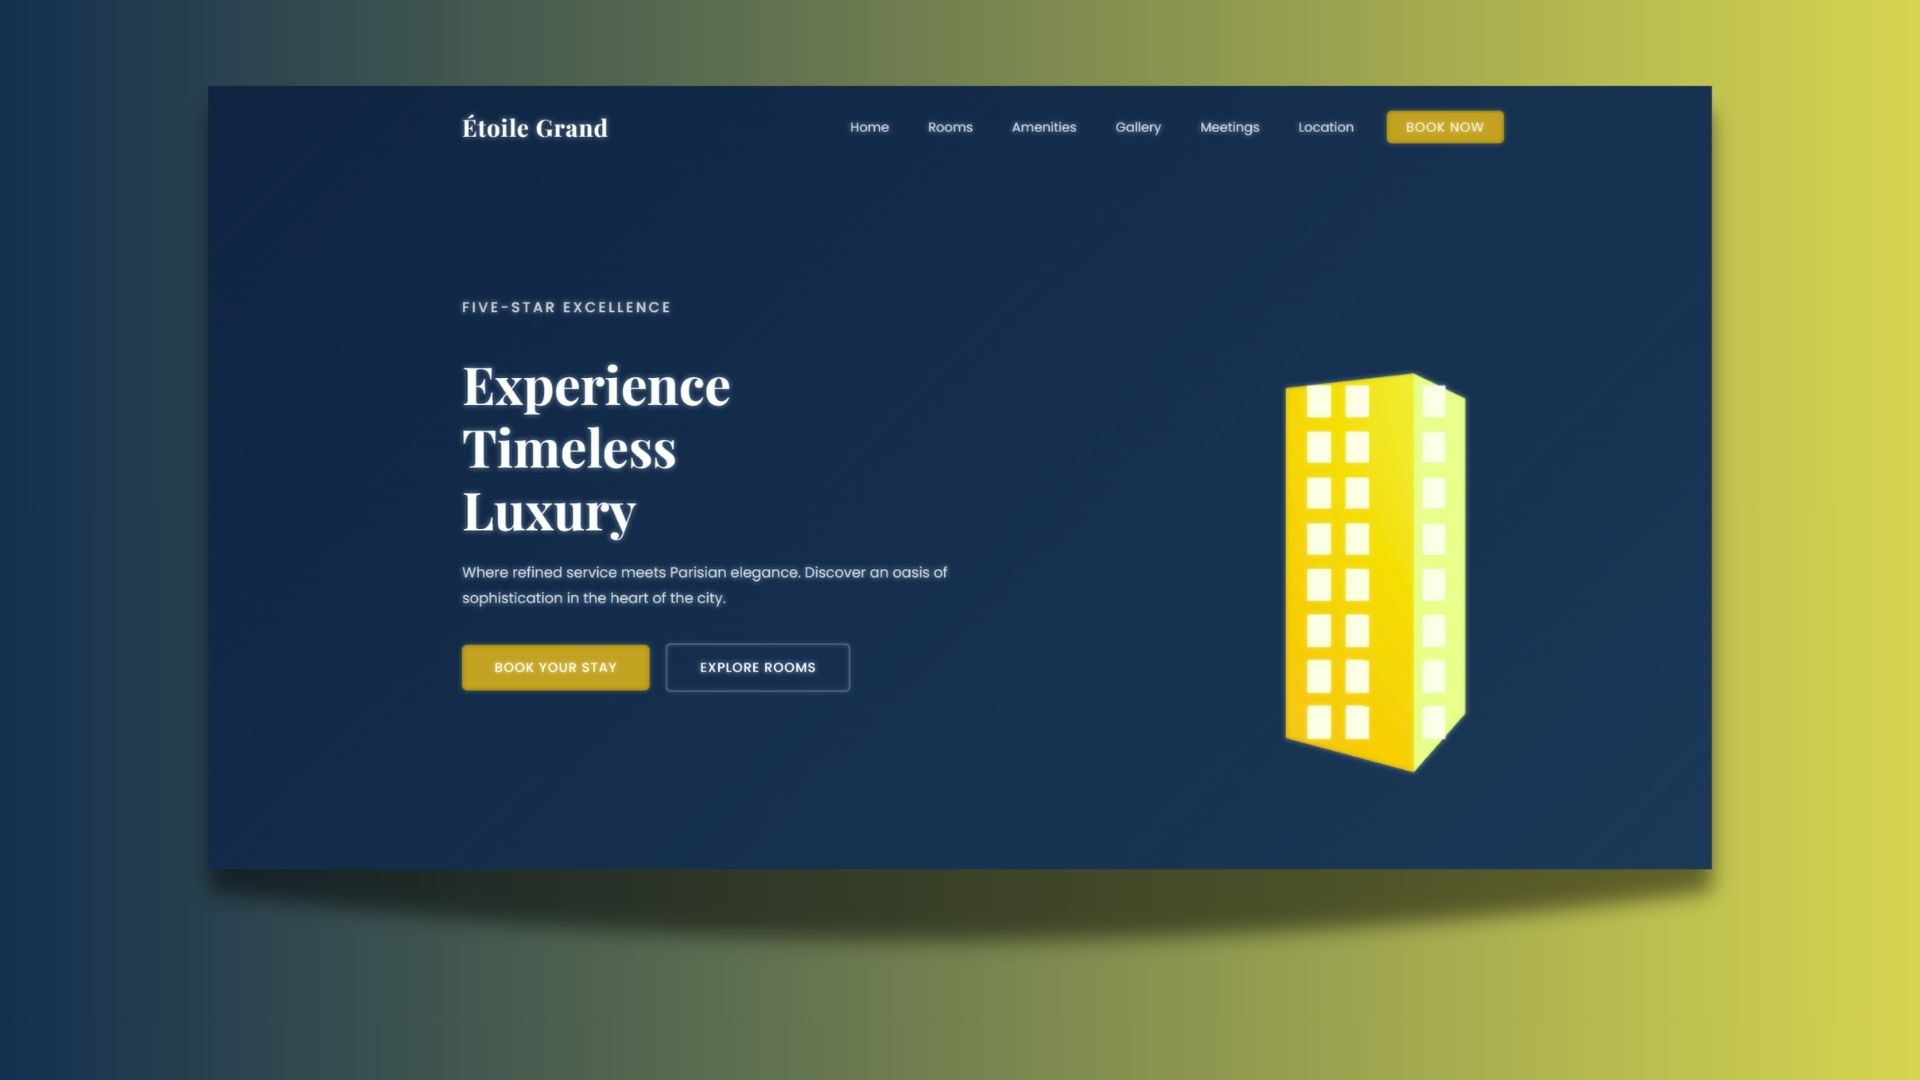 Étoile Grand
Home
Rooms
Amenities
Gallery
Meetings
Location
BOOK NOW
FIVE-STAR EXCELLENCE
Experience
Timeless
Luxury
Where refined service meets Parisian elegance. Discover an oasis of
sophistication in the heart of the city.
BOOK YOUR STAY
EXPLORE ROOMS